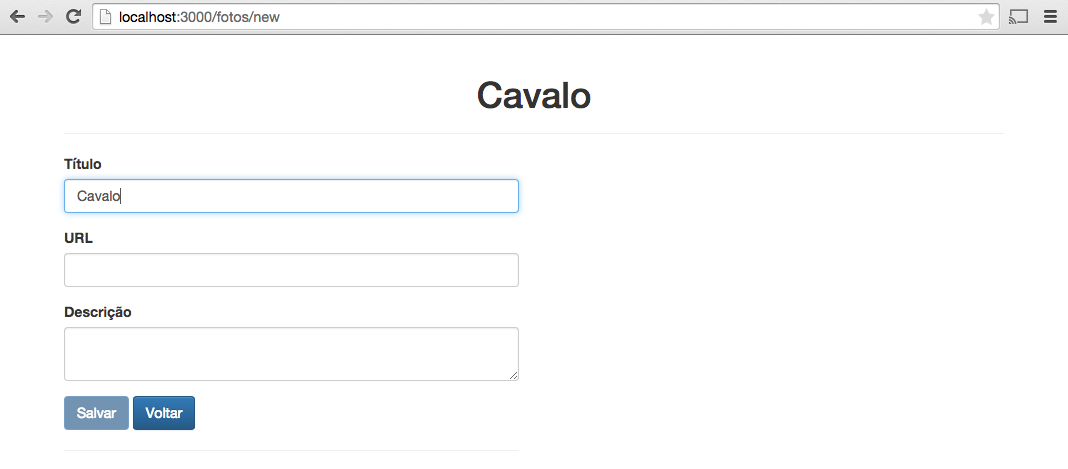 localhost:3000/fotos/new
Cavalo
Título
Cavalo
URL
Descrição
Salvar Voltar